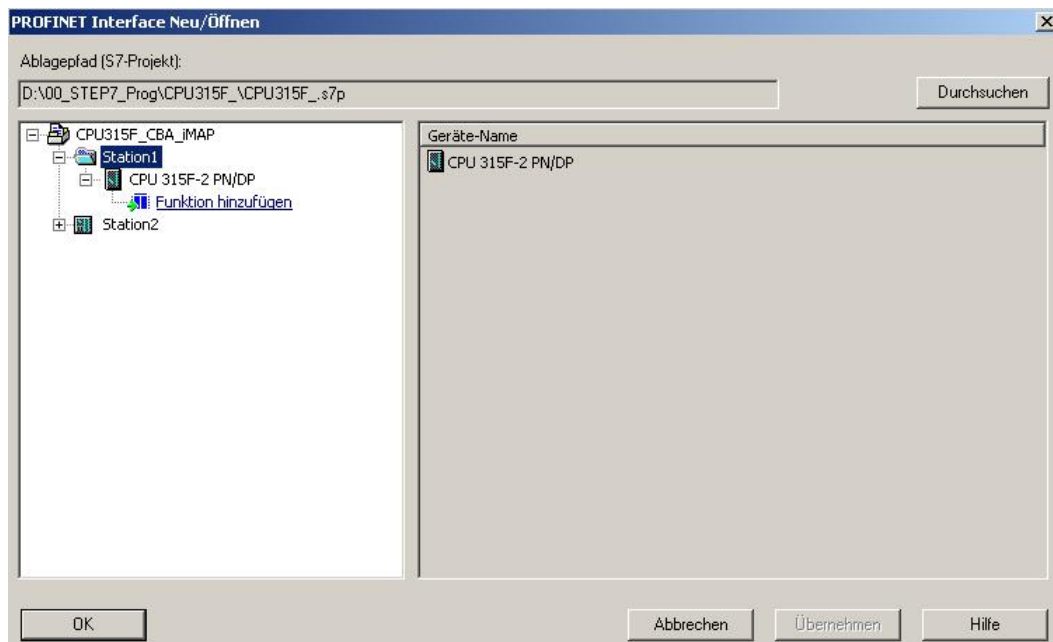 PROFINET Interface Neu/Öffnen
Ablagepfad (S7-Projekt):
D:\00_STEP7_Prog\CPU315F_\CPU315F_.s7p
Durchsuchen
CPU315F_CBA_iMAP
Station1
CPU 315F-2 PN/DP
Funktion hinzufügen
Station2
Geräte-Name
CPU 315F-2 PN/DP
OK
Abbrechen
Übernehmen
Hilfe